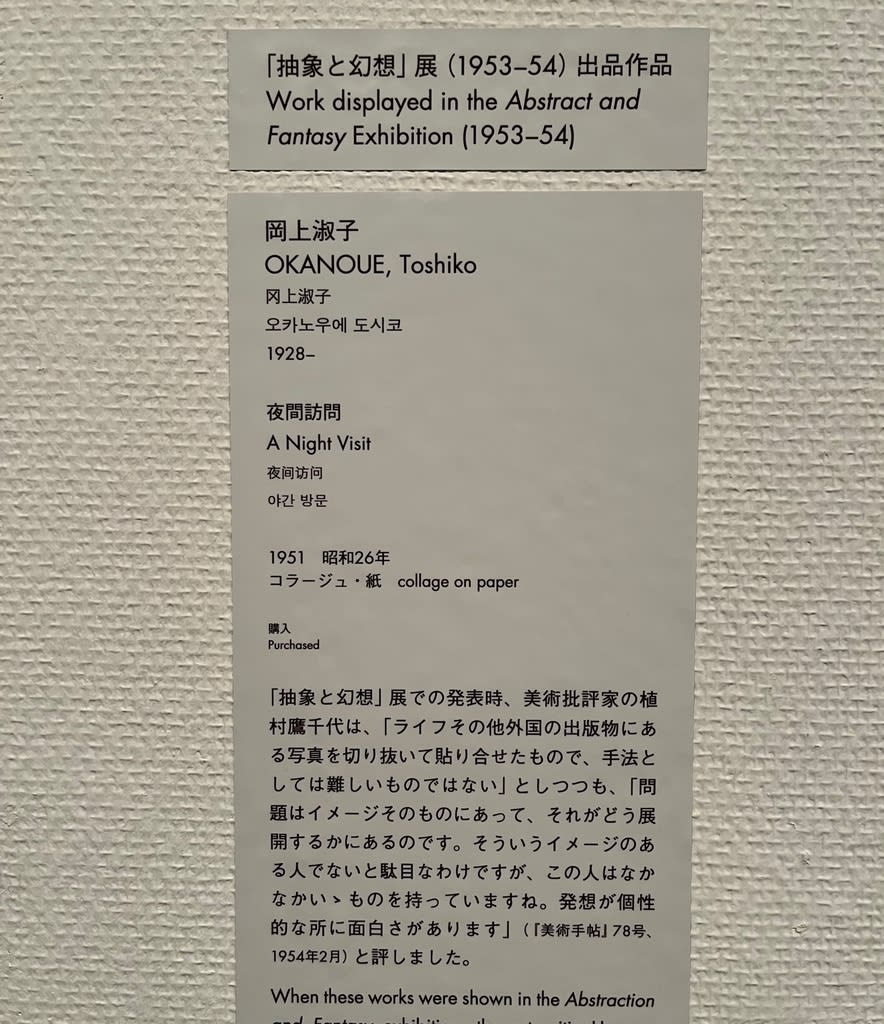 「抽象と幻想」展（1953–54）出品作品
Work displayed in the Abstract and
Fantasy Exhibition (1953–54)
岡上淑子
OKANOUE, Toshiko
冈上淑子
오카노우에 도시코
1928–
夜間訪問
A Night Visit
夜间访问
야간 방문
1951　昭和26年
コラージュ・紙　collage on paper
購入
Purchased
「抽象と幻想」展での発表時、美術批評家の植
村鷹千代は、「ライフその他外国の出版物にあ
る写真を切り抜いて貼り合せたもので、手法と
しては難しいものではない」としつつも、「問
題はイメージそのものにあって、それがどう展
開するかにあるのです。そういうイメージのあ
る人でないと駄目なわけですが、この人はなか
なかいゝものを持っていますね。発想が個性
的な所に面白さがあります」（『美術手帖』78号、
1954年2月）と評しました。
When these works were shown in the Abstraction
and Fantasy